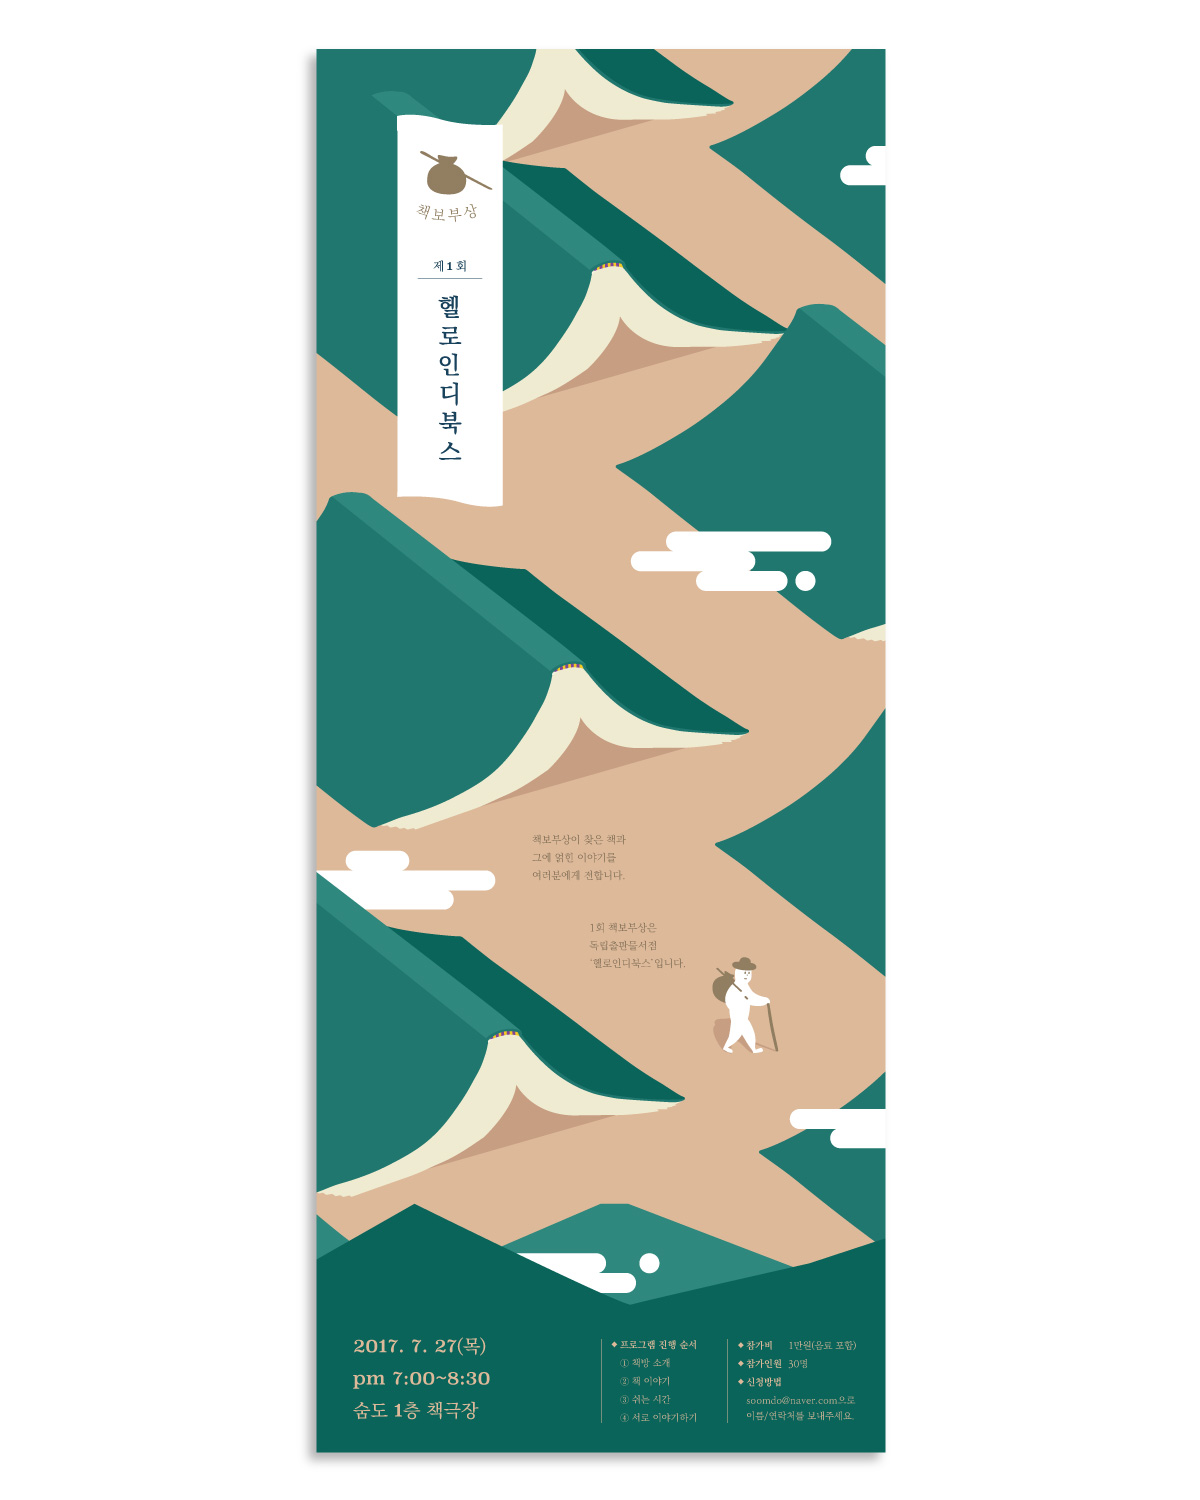 책보부상
제1회
헬로인디북스
책보부상이 찾은 책과
그에 얽힌 이야기를
여러분에게 전합니다.
1회 책보부상은
독립출판물서점
‘헬로인디북스’입니다.
2017. 7. 27(목)
pm 7:00~8:30
숨도 1층 책극장
◆ 프로그램 진행 순서
① 책방 소개
② 책 이야기
③ 쉬는 시간
④ 서로 이야기하기
◆ 참가비 1만원(음료 포함)
◆ 참가인원 30명
◆ 신청방법
soomdo@naver.com으로
이름/연락처를 보내주세요.